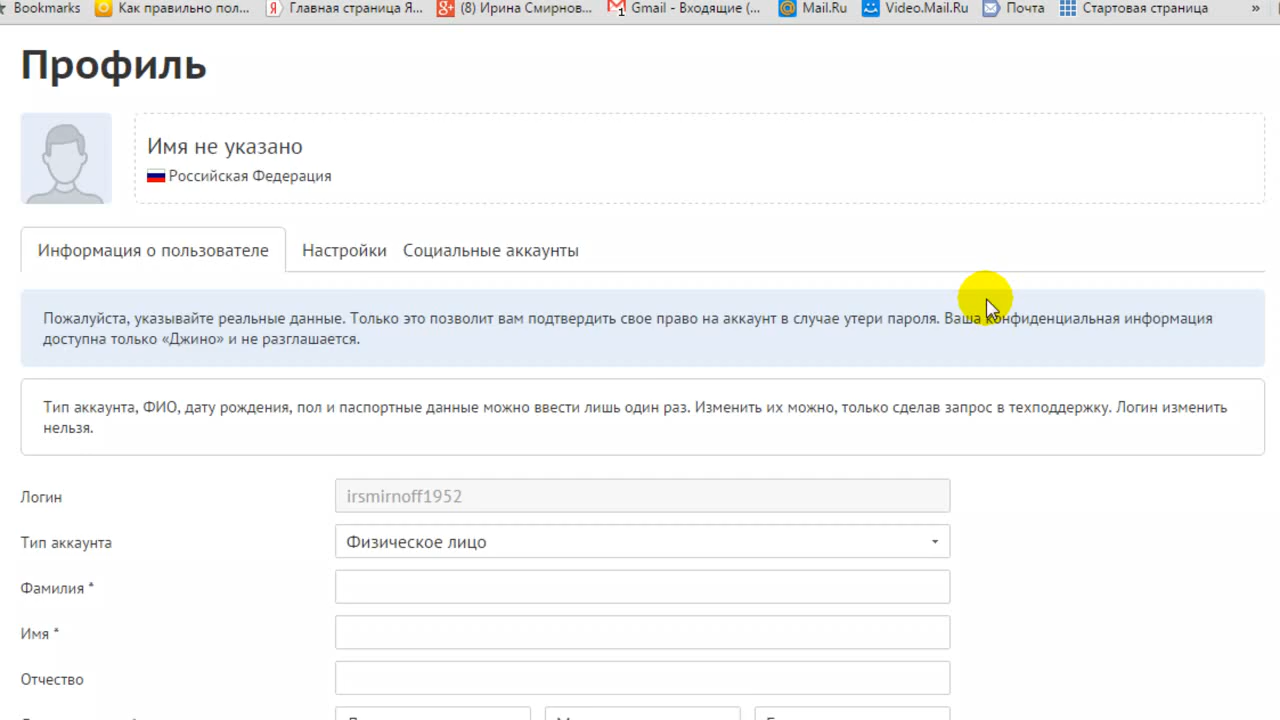 Bookmarks Как правильно пол... Главная страница Я... (8) Ирина Смирнов... Gmail - Входящие (... Mail.Ru Video.Mail.Ru Почта Стартовая страница »
Профиль
Имя не указано
Российская Федерация
Информация о пользователе Настройки Социальные аккаунты
Пожалуйста, указывайте реальные данные. Только это позволит вам подтвердить свое право на аккаунт в случае утери пароля. Ваша конфиденциальная информация
доступна только «Джино» и не разглашается.
Тип аккаунта, ФИО, дату рождения, пол и паспортные данные можно ввести лишь один раз. Изменить их можно, только сделав запрос в техподдержку. Логин изменить
нельзя.
Логин irsmirnoff1952
Тип аккаунта Физическое лицо
Фамилия *
Имя *
Отчество